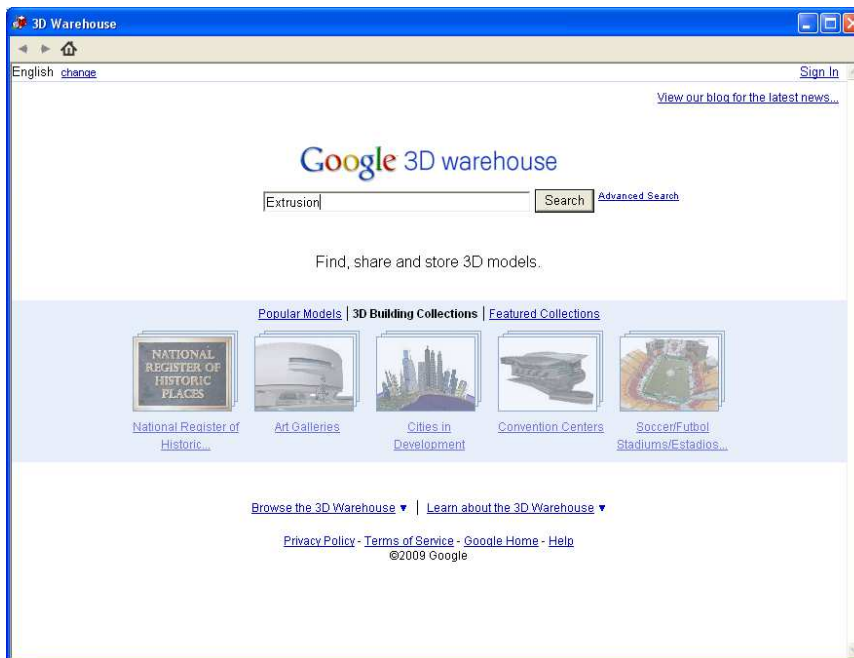 3D Warehouse
English change Sign In
View our blog for the latest news...
Google 3D warehouse
Extrusion Search Advanced Search
Find, share and store 3D models.
Popular Models | 3D Building Collections | Featured Collections
NATIONAL
REGISTER OF
HISTORIC
PLACES
National Register of Historic...
Art Galleries
Cities in Development
Convention Centers
Soccer/Futbol Stadiums/Estadios...
Browse the 3D Warehouse ▼ | Learn about the 3D Warehouse ▼
Privacy Policy - Terms of Service - Google Home - Help
©2009 Google